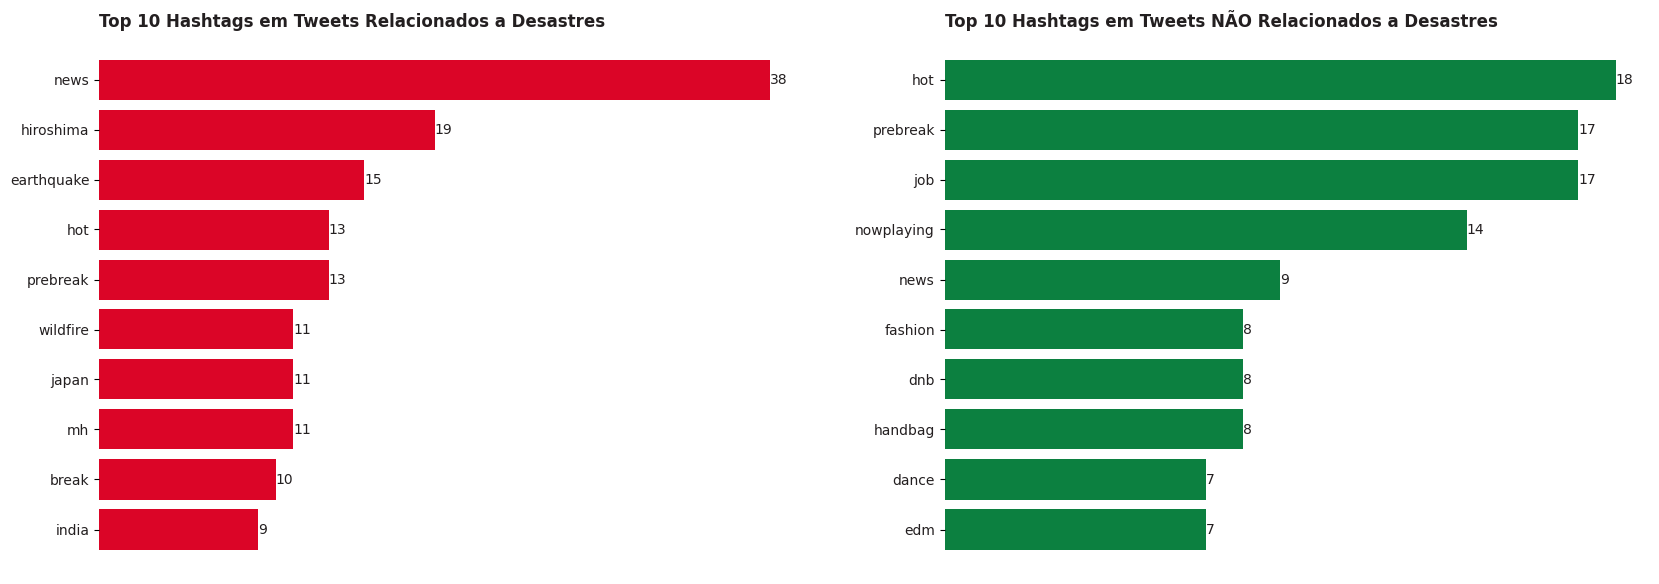 Top 10 Hashtags em Tweets Relacionados a Desastres
news 38
hiroshima 19
earthquake 15
hot 13
prebreak 13
wildfire 11
japan 11
mh 11
break 10
india 9
Top 10 Hashtags em Tweets NÃO Relacionados a Desastres
hot 18
prebreak 17
job 17
nowplaying 14
news 9
fashion 8
dnb 8
handbag 8
dance 7
edm 7